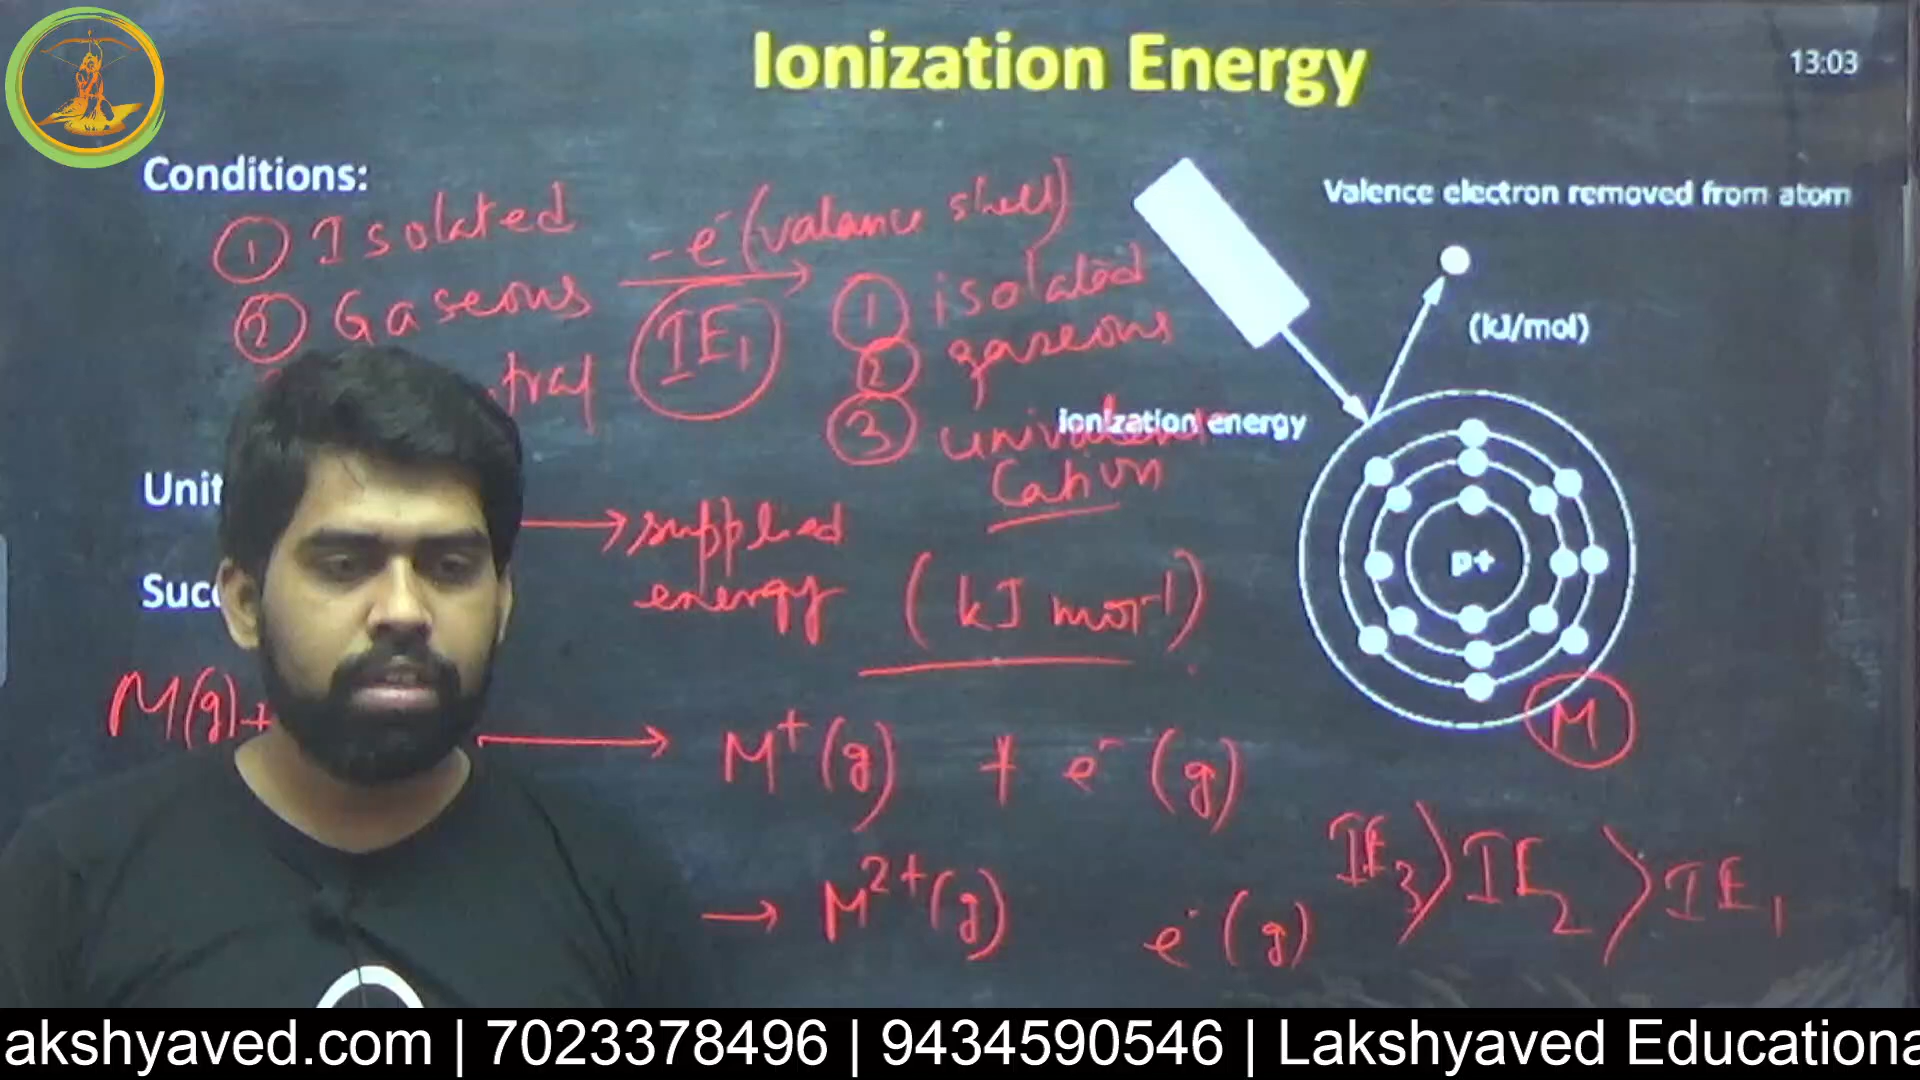 Ionization Energy
13:03
Conditions:
① Isolated
② Gaseous
tral
-e⁻ (valance shell)
IE₁
① isolated
② gaseous
③ univalent
Cation
Valence electron removed from atom
(kJ/mol)
ionization energy
p+
M
Unit
→ supplied
energy (kJ mol⁻¹)
Succ
M(g) + → M⁺(g) + e⁻(g)
→ M²⁺(g) e⁻(g)
IE₃ > IE₂ > IE₁
akshyaved.com | 7023378496 | 9434590546 | Lakshyaved Educationa